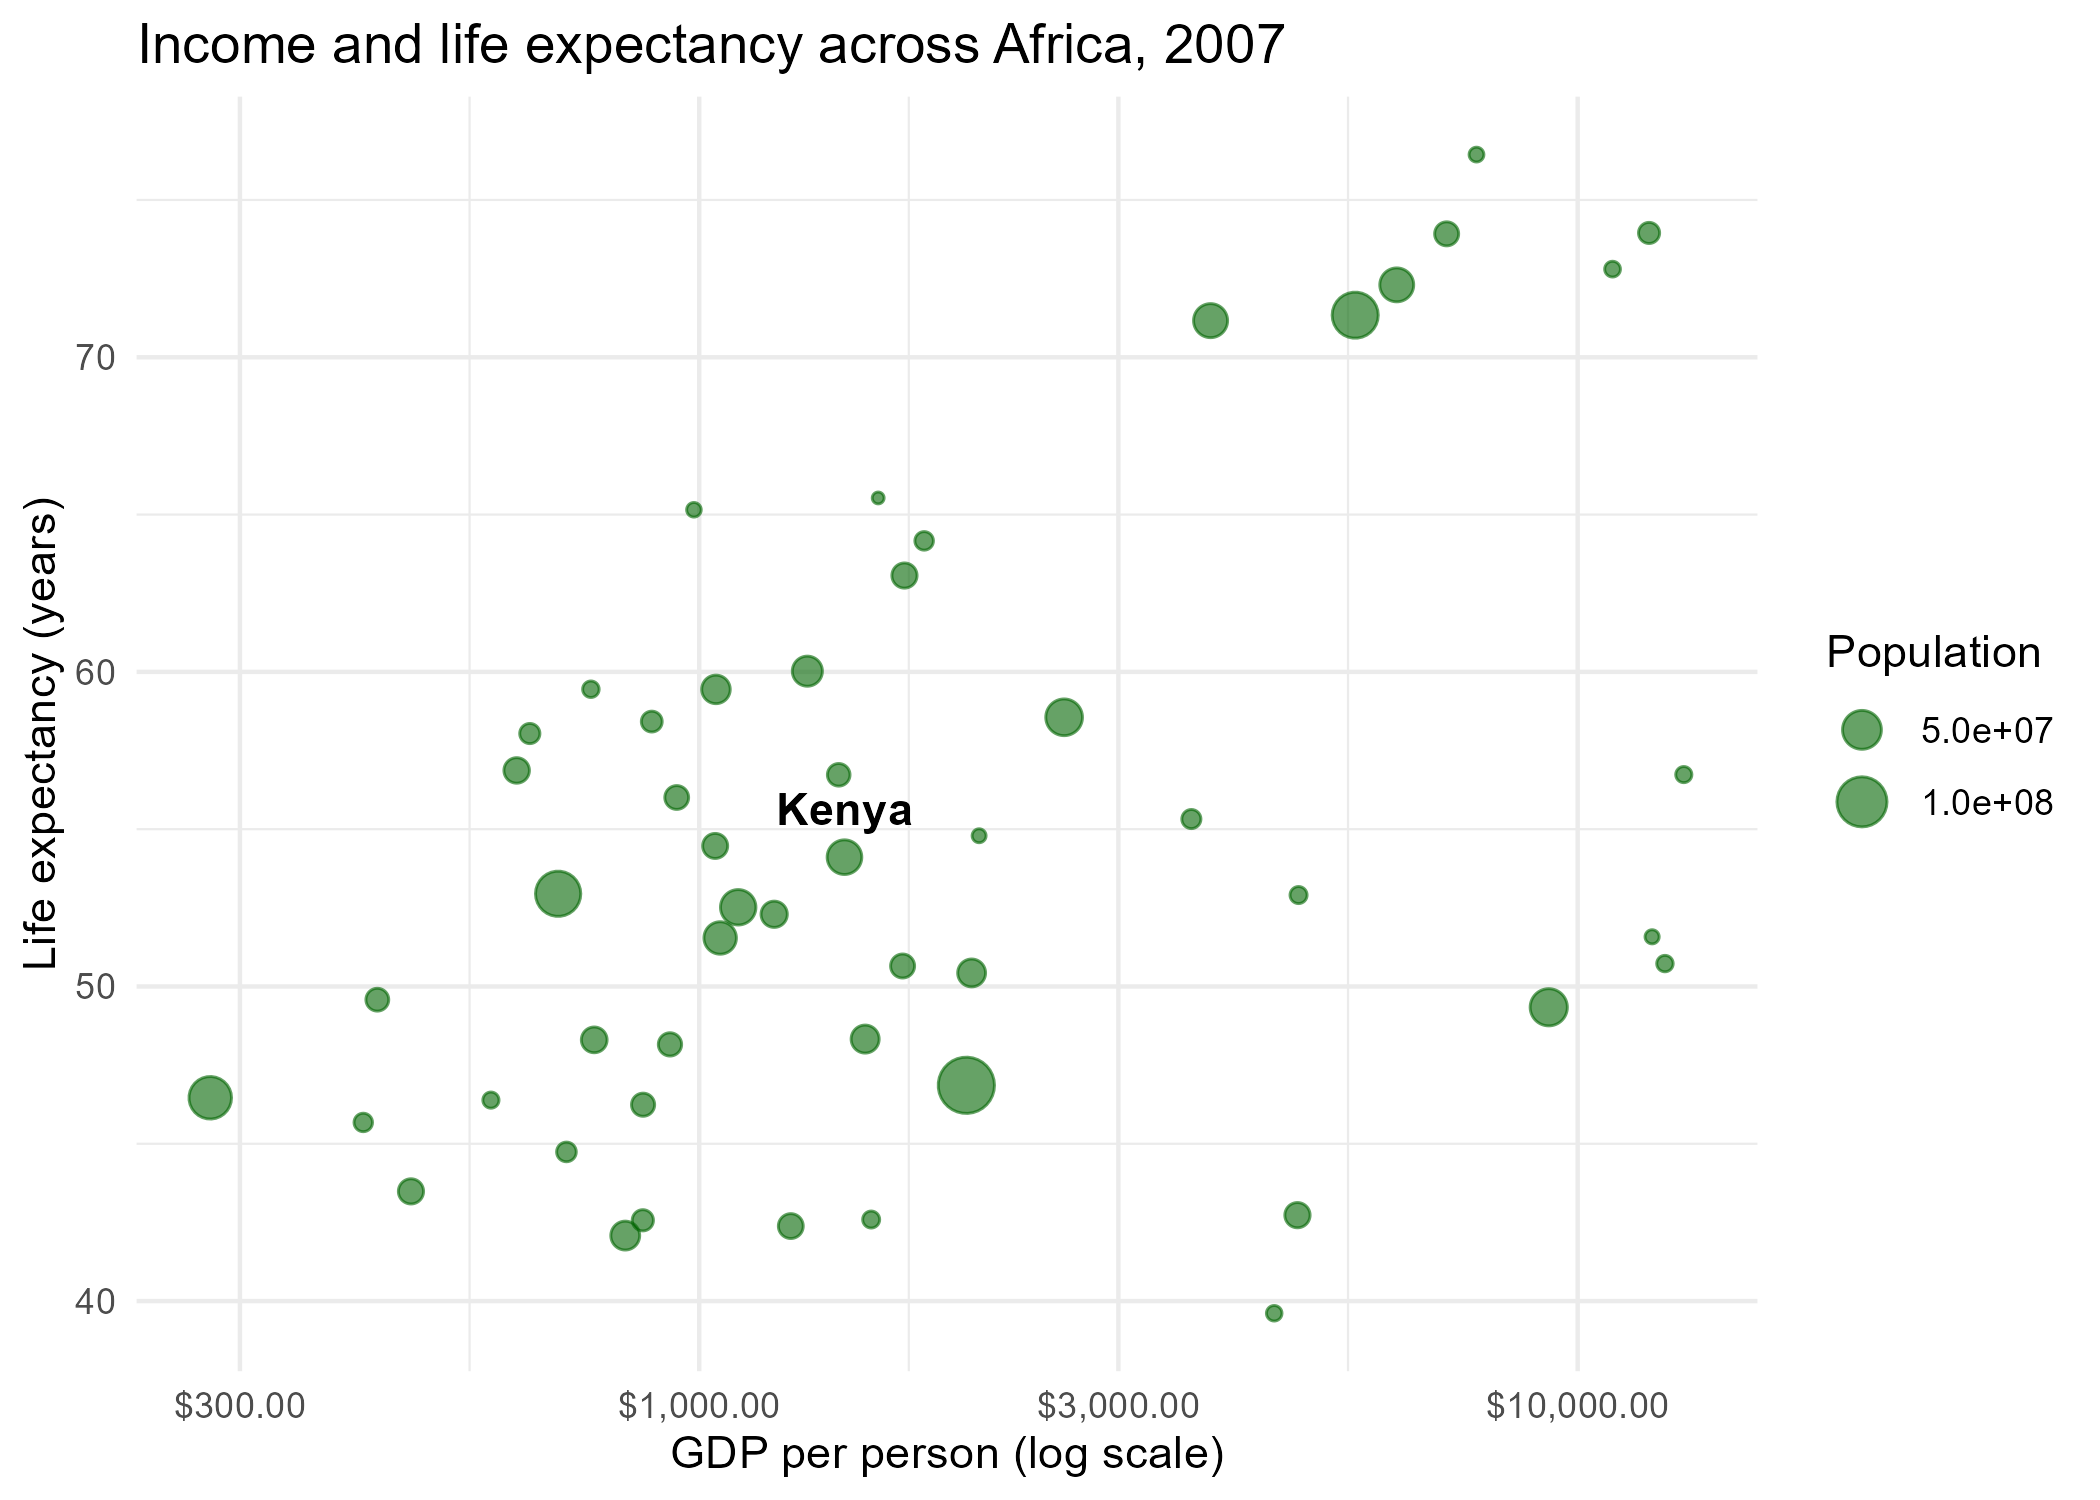 Income and life expectancy across Africa, 2007
Life expectancy (years)
70
60
50
40
Kenya
$300.00
$1,000.00
$3,000.00
$10,000.00
GDP per person (log scale)
Population
5.0e+07
1.0e+08